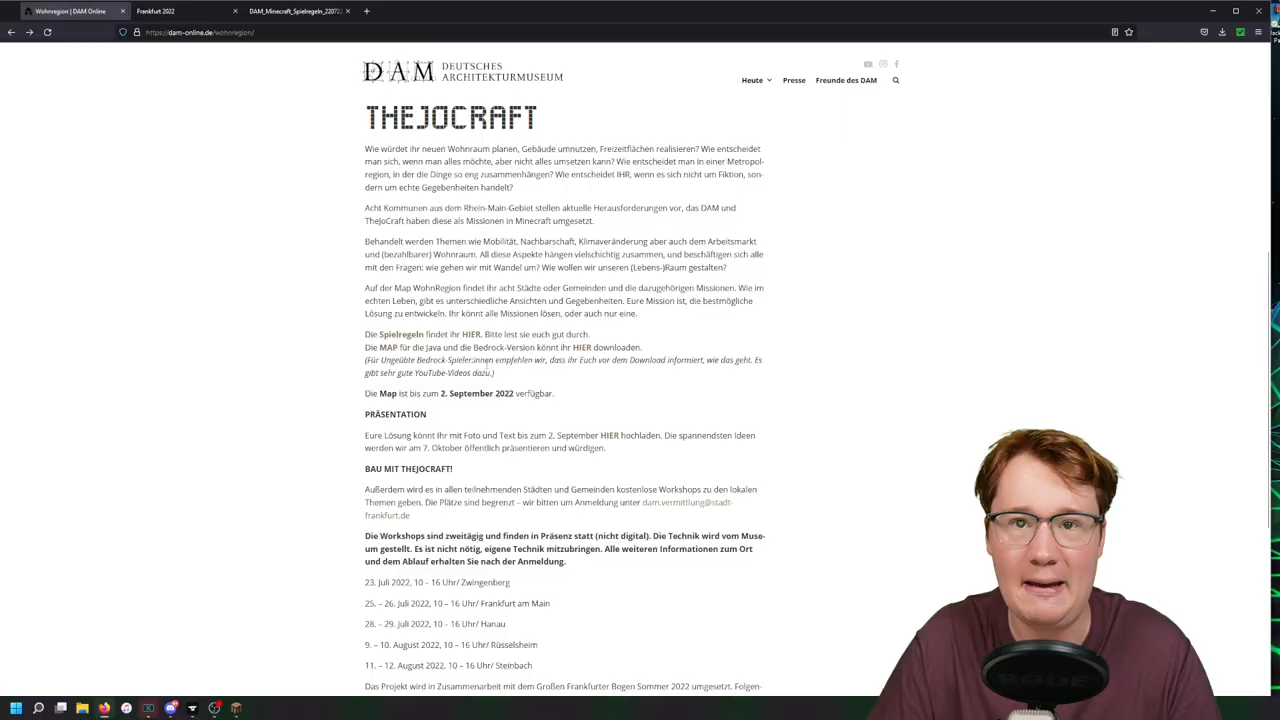 Wohnregion | DAM Online
Frankfurt 2022
DAM_Minecraft_Spielregeln_22072
https://dam-online.de/wohnregion/
DAM DEUTSCHES
ARCHITEKTURMUSEUM
Heute
Presse
Freunde des DAM
THEJOCRAFT
Wie würdet ihr neuen Wohnraum planen, Gebäude umnutzen, Freizeitflächen realisieren? Wie entscheidet
man sich, wenn man alles möchte, aber nicht alles umsetzen kann? Wie entscheidet man in einer Metropol-
region, in der die Dinge so eng zusammenhängen? Wie entscheidet IHR, wenn es sich nicht um Fiktion, son-
dern um echte Gegebenheiten handelt?
Acht Kommunen aus dem Rhein-Main-Gebiet stellen aktuelle Herausforderungen vor, das DAM und
TheJoCraft haben diese als Missionen in Minecraft umgesetzt.
Behandelt werden Themen wie Mobilität, Nachbarschaft, Klimaveränderung aber auch dem Arbeitsmarkt
und (bezahlbarer) Wohnraum. All diese Aspekte hängen vielschichtig zusammen, und beschäftigen sich alle
mit den Fragen: wie gehen wir mit Wandel um? Wie wollen wir unseren (Lebens-)Raum gestalten?
Auf der Map WohnRegion findet ihr acht Städte oder Gemeinden und die dazugehörigen Missionen. Wie im
echten Leben, gibt es unterschiedliche Ansichten und Gegebenheiten. Eure Mission ist, die bestmögliche
Lösung zu entwickeln. Ihr könnt alle Missionen lösen, oder auch nur eine.
Die Spielregeln findet ihr HIER. Bitte lest sie euch gut durch.
Die MAP für die Java und die Bedrock-Version könnt ihr HIER downloaden.
(Für Ungeübte Bedrock-Spieler:innen empfehlen wir, dass ihr Euch vor dem Download informiert, wie das geht. Es
gibt sehr gute YouTube-Videos dazu.)
Die Map ist bis zum 2. September 2022 verfügbar.
PRÄSENTATION
Eure Lösung könnt Ihr mit Foto und Text bis zum 2. September HIER hochladen. Die spannendsten Ideen
werden wir am 7. Oktober öffentlich präsentieren und würdigen.
BAU MIT THEJOCRAFT!
Außerdem wird es in allen teilnehmenden Städten und Gemeinden kostenlose Workshops zu den lokalen
Themen geben. Die Plätze sind begrenzt – wir bitten um Anmeldung unter dam.vermittlung@stadt-
frankfurt.de
Die Workshops sind zweitägig und finden in Präsenz statt (nicht digital). Die Technik wird vom Muse-
um gestellt. Es ist nicht nötig, eigene Technik mitzubringen. Alle weiteren Informationen zum Ort
und dem Ablauf erhalten Sie nach der Anmeldung.
23. Juli 2022, 10 – 16 Uhr/ Zwingenberg
25. – 26. Juli 2022, 10 – 16 Uhr/ Frankfurt am Main
28. – 29. Juli 2022, 10 – 16 Uhr/ Hanau
9. – 10. August 2022, 10 – 16 Uhr/ Rüsselsheim
11. – 12. August 2022, 10 – 16 Uhr/ Steinbach
Das Projekt wird in Zusammenarbeit mit dem Großen Frankfurter Bogen Sommer 2022 umgesetzt. Folgen-
RØDE